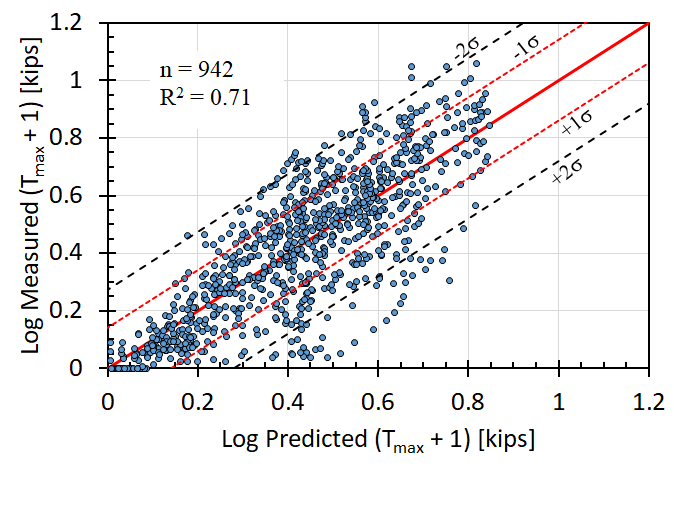 1.2
1
0.8
0.6
0.4
0.2
0
Log Measured (Tmax + 1) [kips]
n = 942
R² = 0.71
-2σ
-1σ
+1σ
+2σ
0 0.2 0.4 0.6 0.8 1 1.2
Log Predicted (Tmax + 1) [kips]